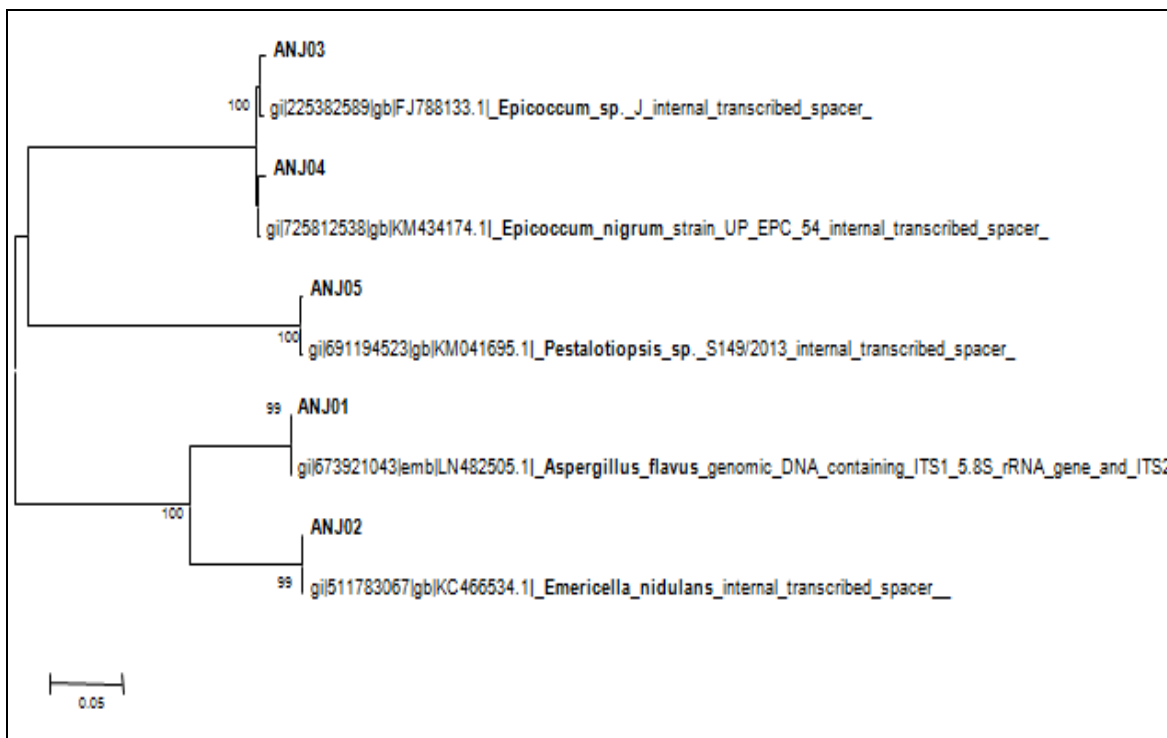 ANJ03
100
gi|225382589|gb|FJ788133.1|_Epicoccum_sp._J_internal_transcribed_spacer_
ANJ04
gi|725812538|gb|KM434174.1|_Epicoccum_nigrum_strain_UP_EPC_54_internal_transcribed_spacer_
ANJ05
100
gi|691194523|gb|KM041695.1|_Pestalotiopsis_sp._S149/2013_internal_transcribed_spacer_
99 ANJ01
gi|673921043|emb|LN482505.1|_Aspergillus_flavus_genomic_DNA_containing_ITS1_5.8S_rRNA_gene_and_ITS2
100
ANJ02
99
gi|511783067|gb|KC466534.1|_Emericella_nidulans_internal_transcribed_spacer__
0.05